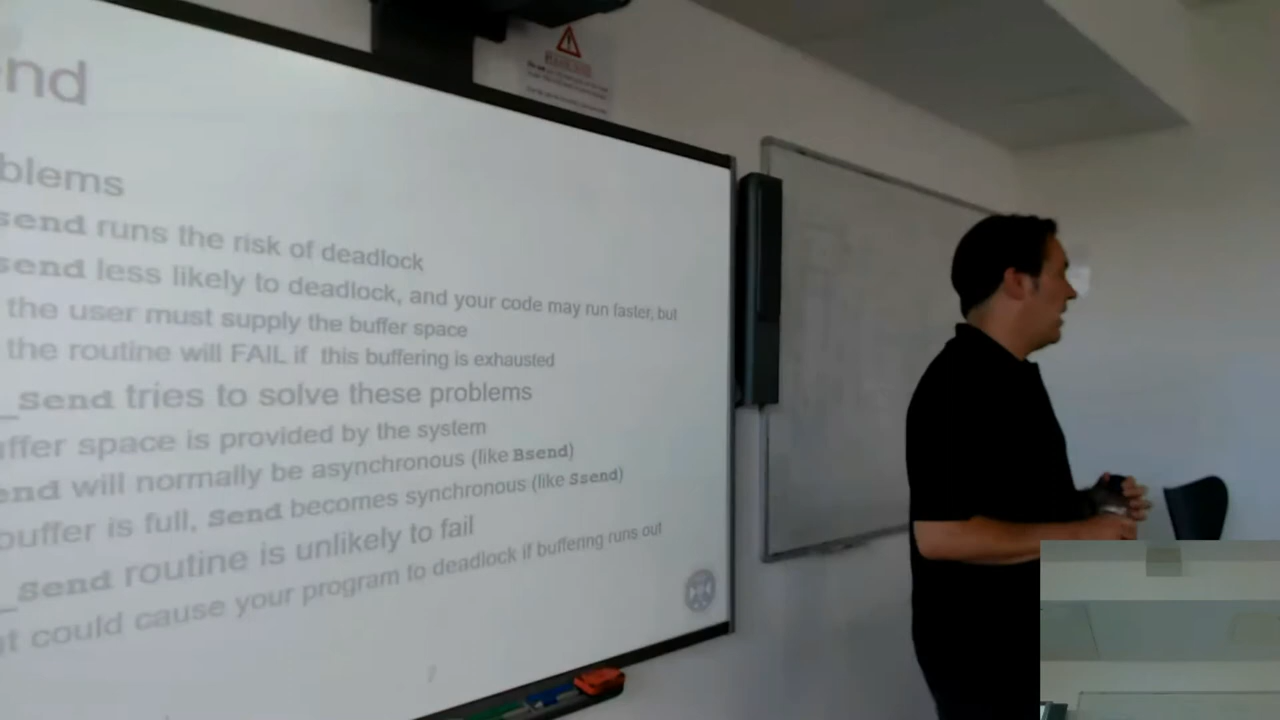 end
blems
send runs the risk of deadlock
send less likely to deadlock, and your code may run faster, but
the user must supply the buffer space
the routine will FAIL if this buffering is exhausted
_Send tries to solve these problems
uffer space is provided by the system
end will normally be asynchronous (like Bsend)
buffer is full, Send becomes synchronous (like Ssend)
_Send routine is unlikely to fail
t could cause your program to deadlock if buffering runs out